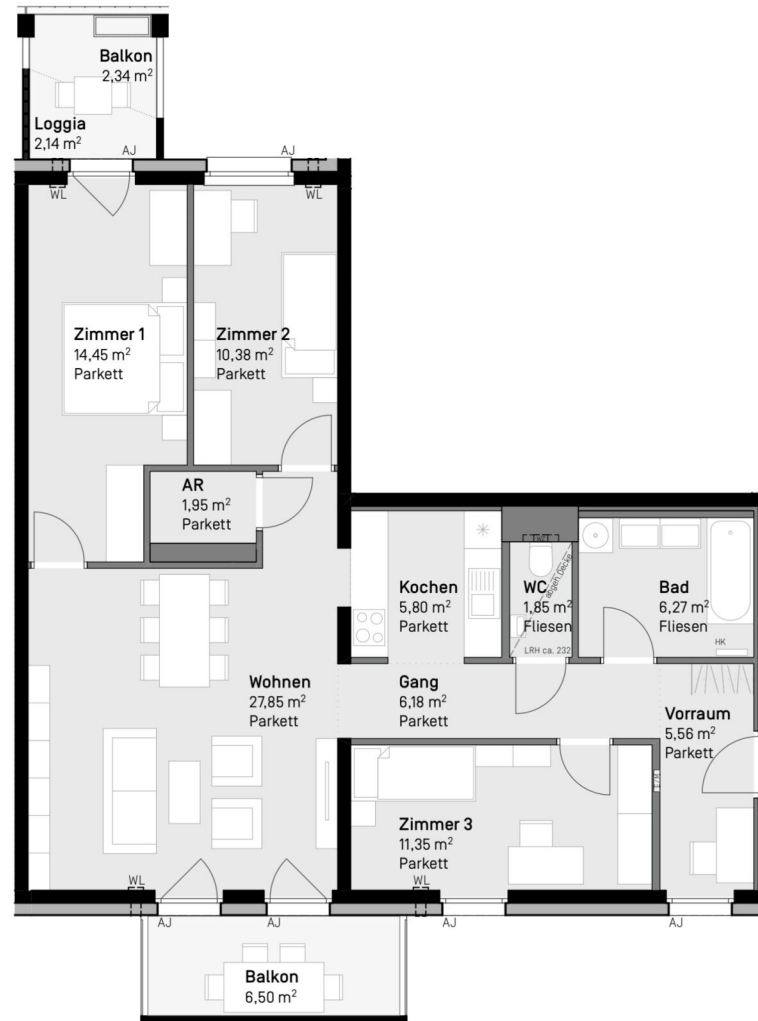 Balkon
2,34 m²
Loggia
2,14 m²
AJ
AJ
WL
WL
Zimmer 1
14,45 m²
Parkett
Zimmer 2
10,38 m²
Parkett
AR
1,95 m²
Parkett
Kochen
5,80 m²
Parkett
WC
1,85 m²
Fliesen
abgeh.Decke
LRH ca. 232
Bad
6,27 m²
Fliesen
HK
Wohnen
27,85 m²
Parkett
Gang
6,18 m²
Parkett
Vorraum
5,56 m²
Parkett
Zimmer 3
11,35 m²
Parkett
WL
WL
AJ
AJ
AJ
AJ
Balkon
6,50 m²